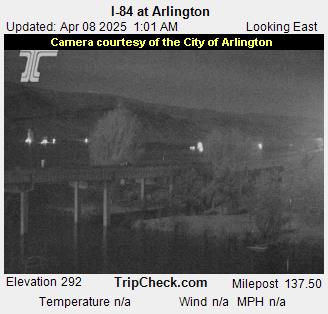 I-84 at Arlington
Updated: Apr 08 2025 1:01 AM Looking East
Camera courtesy of the City of Arlington
Elevation 292 TripCheck.com Milepost 137.50
Temperature n/a Wind n/a MPH n/a